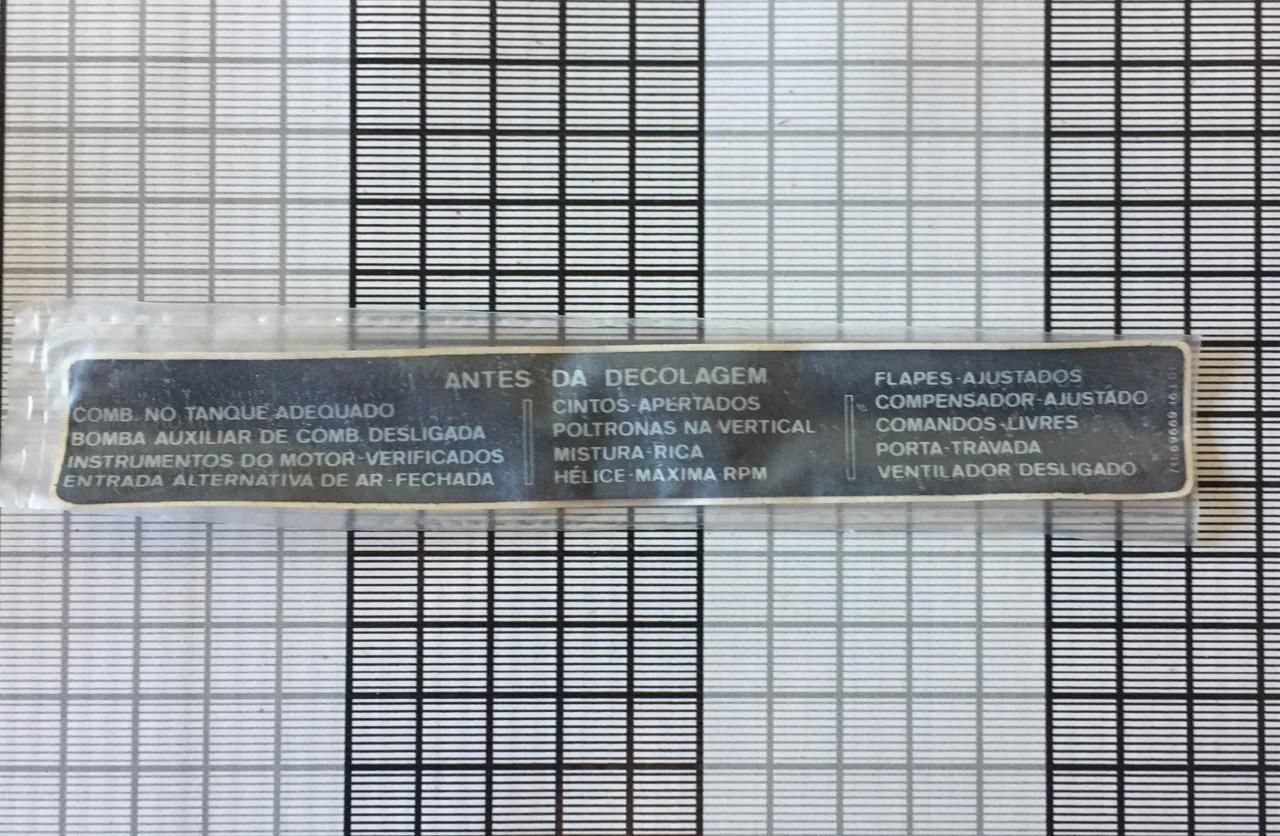 ANTES DA DECOLAGEM
COMB. NO TANQUE ADEQUADO
BOMBA AUXILIAR DE COMB. DESLIGADA
INSTRUMENTOS DO MOTOR-VERIFICADOS
ENTRADA ALTERNATIVA DE AR-FECHADA
CINTOS-APERTADOS
POLTRONAS NA VERTICAL
MISTURA-RICA
HÉLICE-MÁXIMA RPM
FLAPES-AJUSTADOS
COMPENSADOR-AJUSTADO
COMANDOS-LIVRES
PORTA-TRAVADA
VENTILADOR DESLIGADO